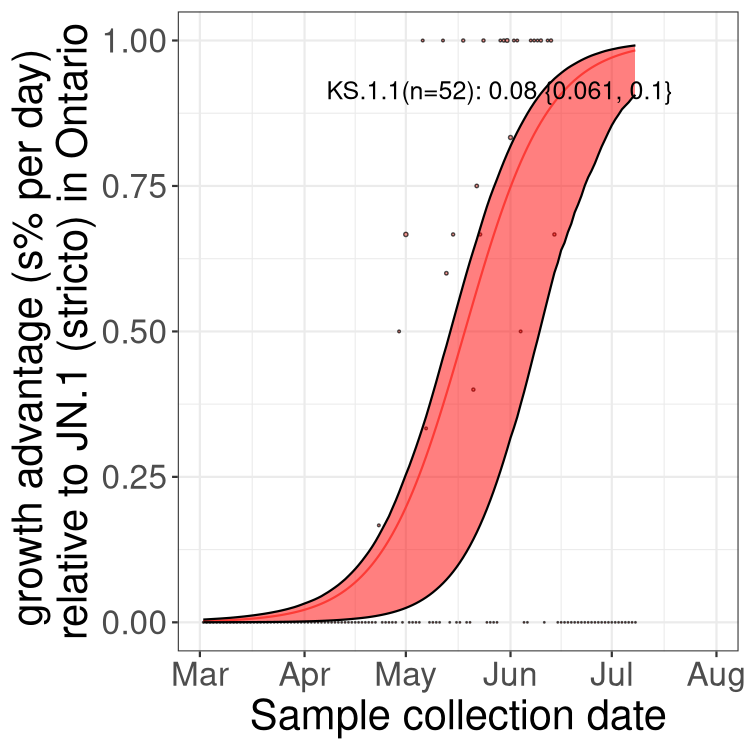 growth advantage (s% per day)
relative to JN.1 (stricto) in Ontario
1.00
0.75
0.50
0.25
0.00
KS.1.1(n=52): 0.08 {0.061, 0.1}
Mar Apr May Jun Jul Aug
Sample collection date